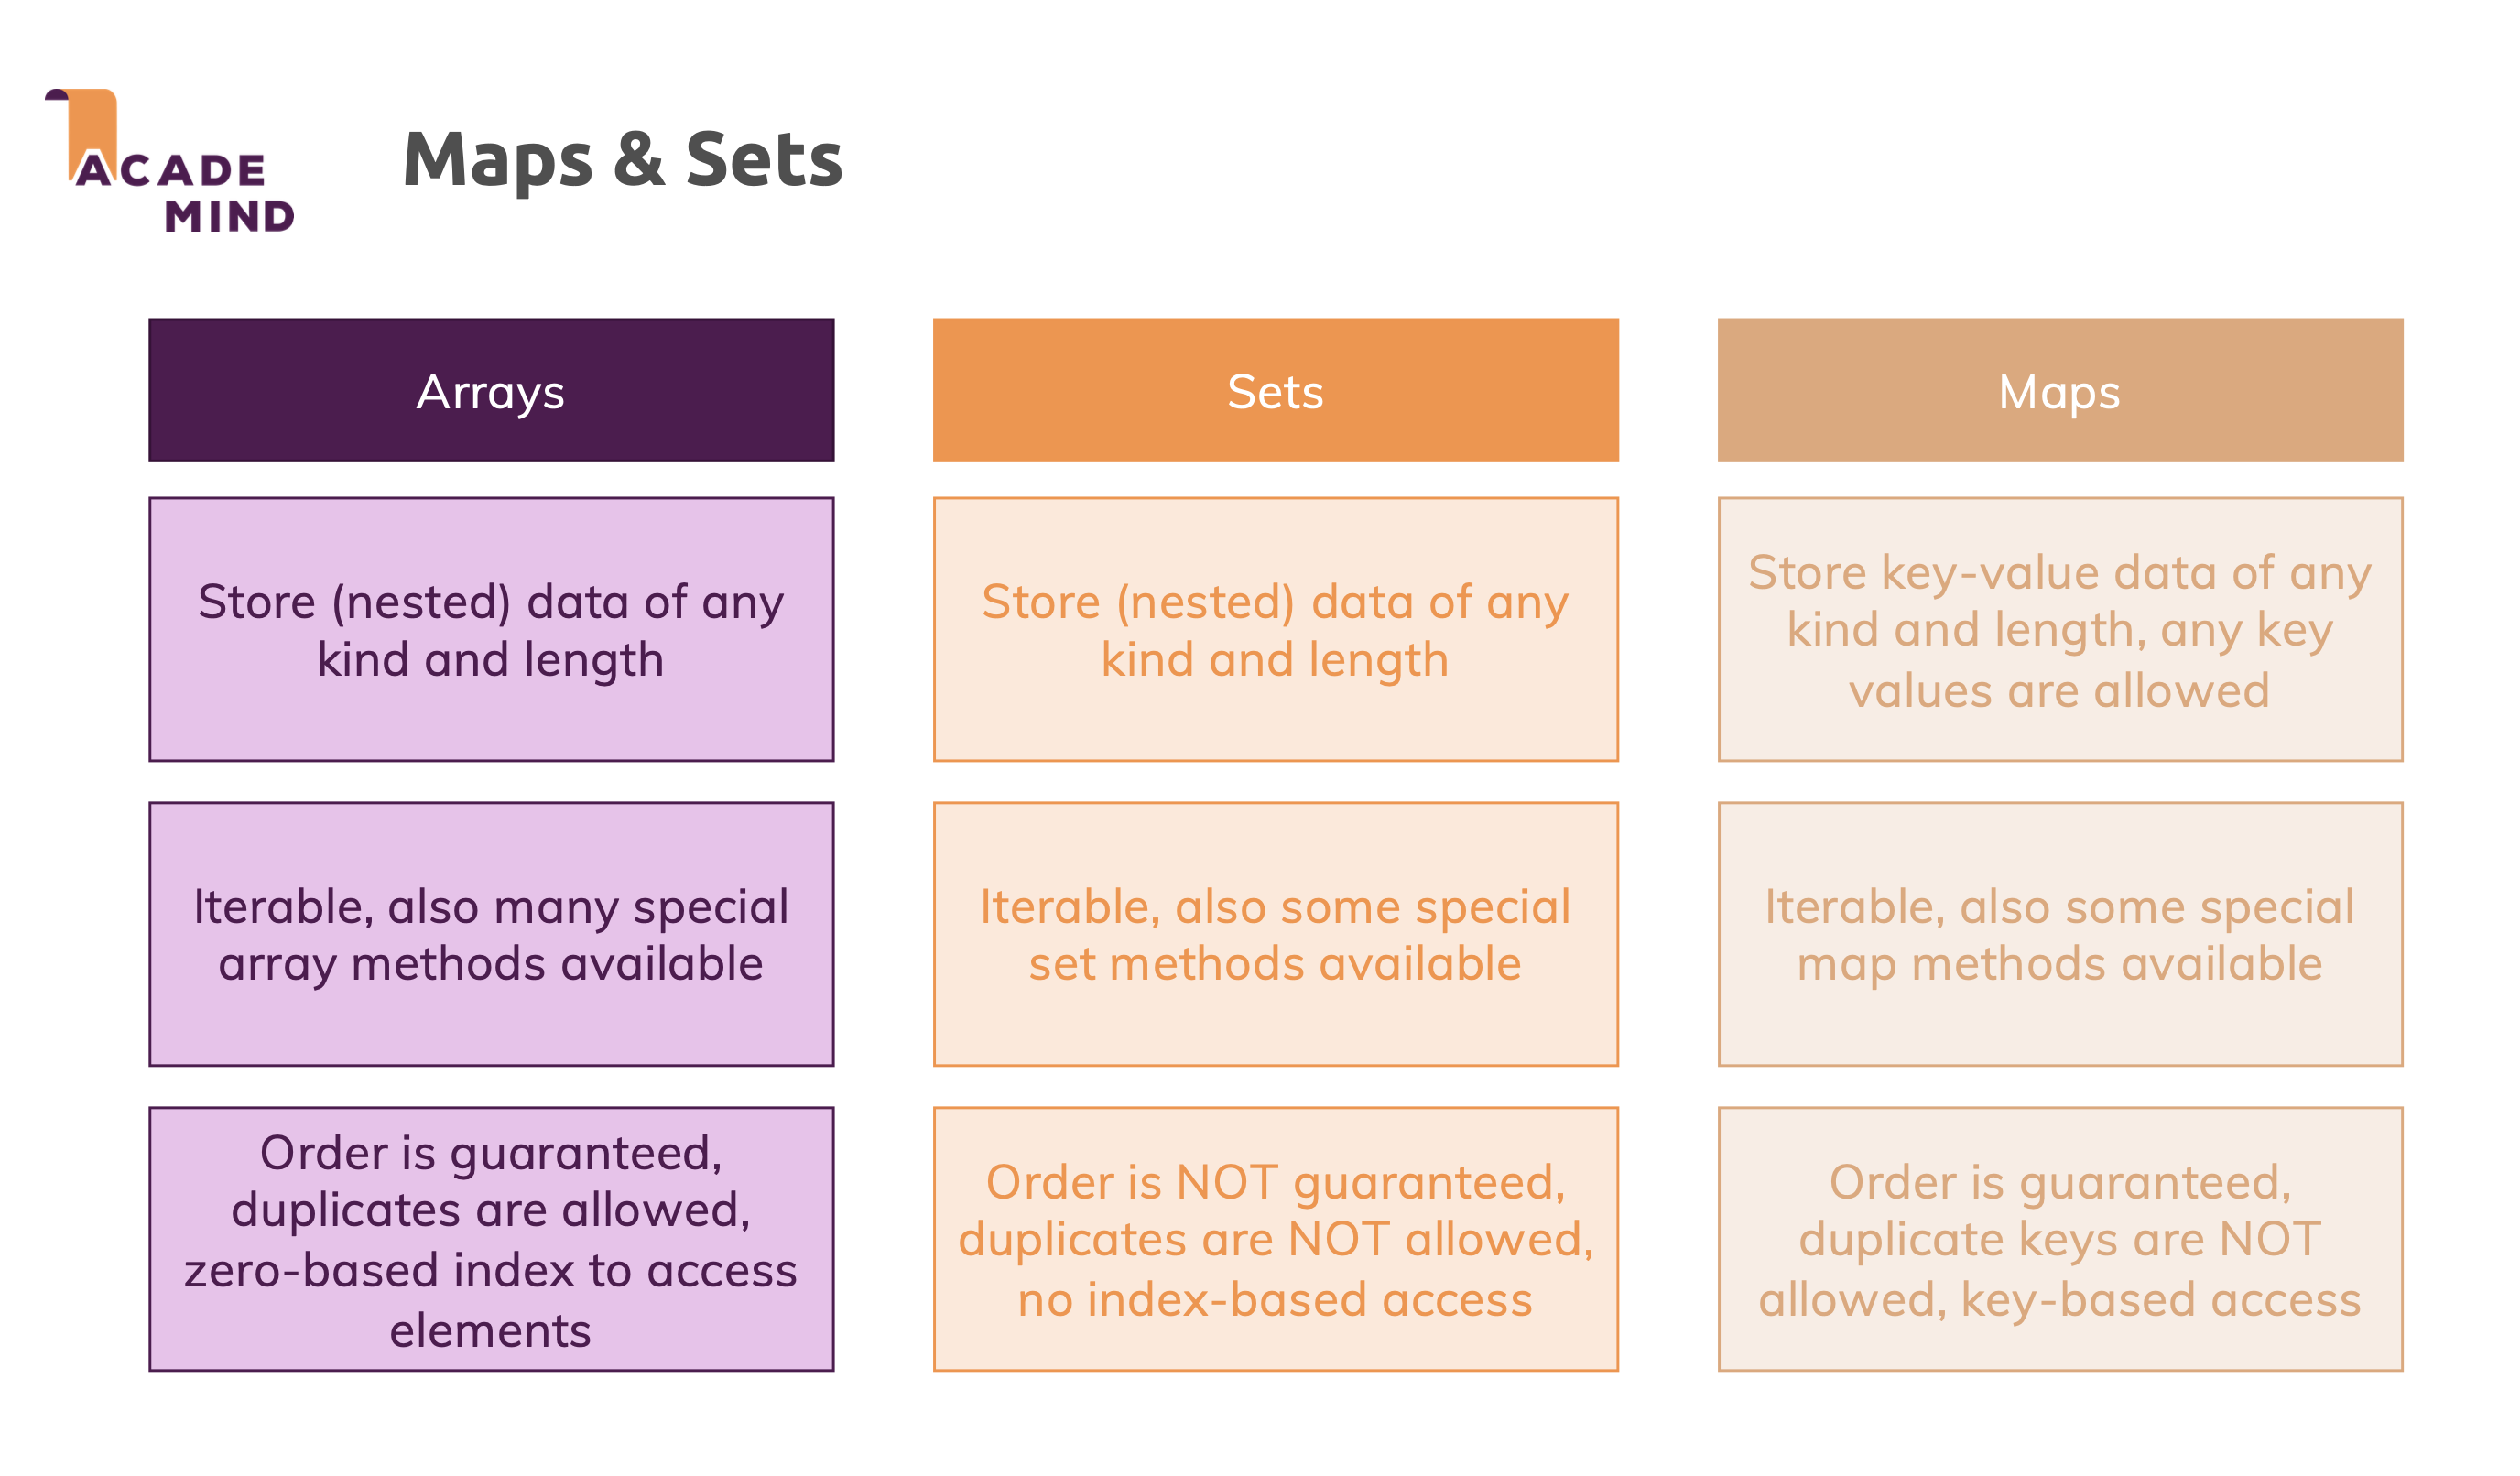 ACADE
MIND
Maps & Sets
Arrays
Store (nested) data of any
kind and length
Iterable, also many special
array methods available
Order is guaranteed,
duplicates are allowed,
zero-based index to access
elements
Sets
Store (nested) data of any
kind and length
Iterable, also some special
set methods available
Order is NOT guaranteed,
duplicates are NOT allowed,
no index-based access
Maps
Store key-value data of any
kind and length, any key
values are allowed
Iterable, also some special
map methods available
Order is guaranteed,
duplicate keys are NOT
allowed, key-based access